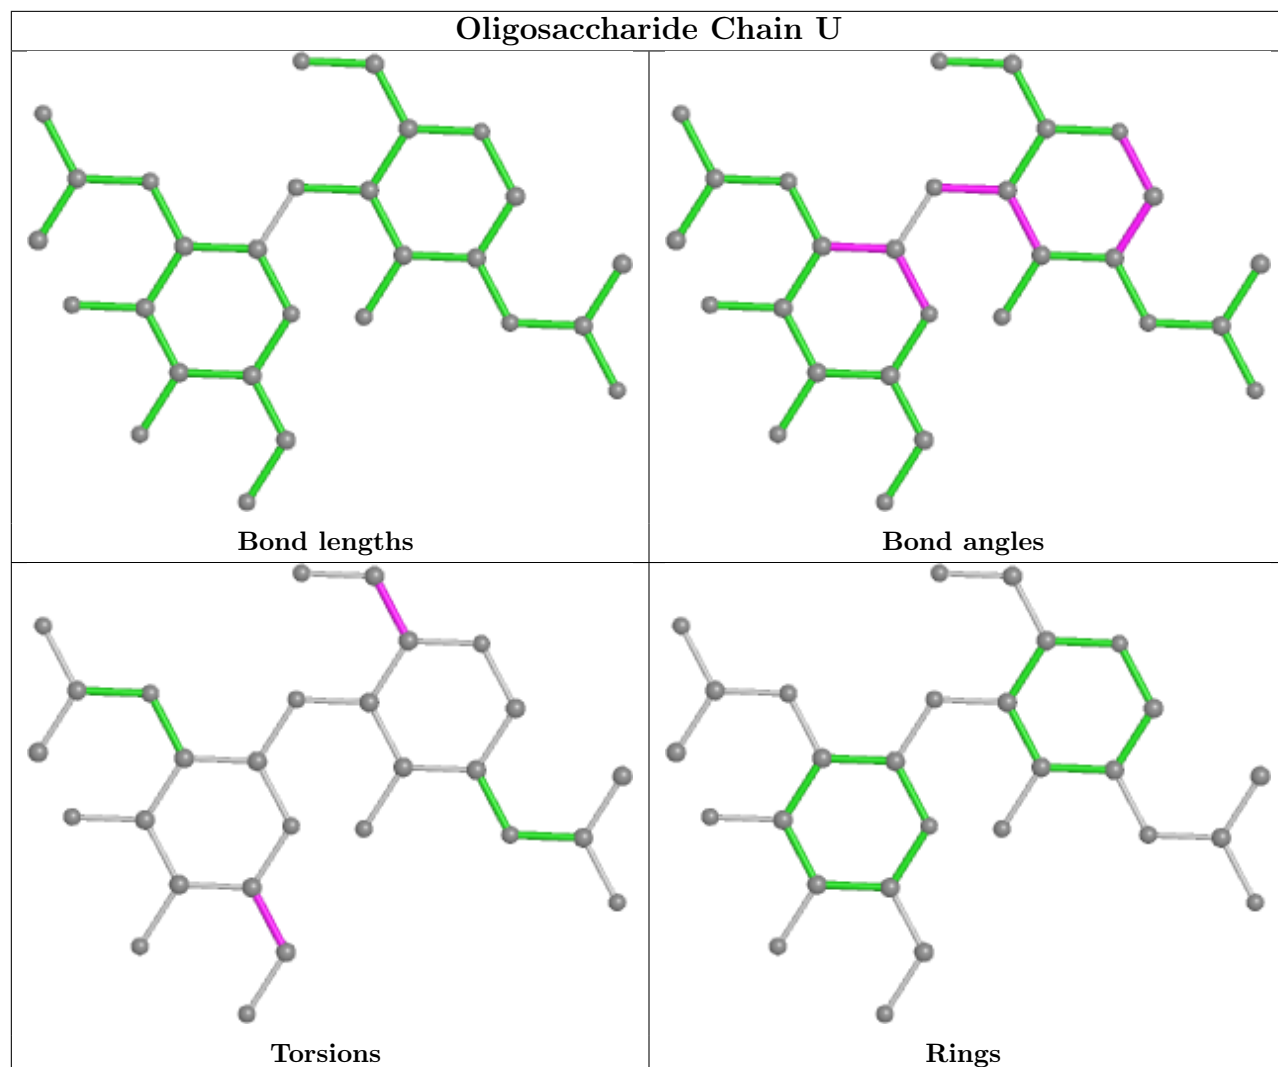 Oligosaccharide Chain U
Bond lengths
Bond angles
Torsions
Rings